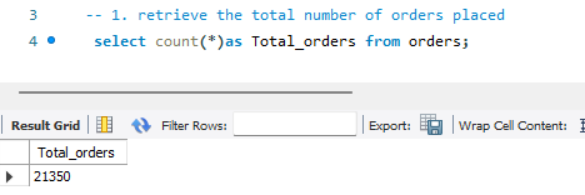 3 -- 1. retrieve the total number of orders placed
4 select count(*)as Total_orders from orders;
Result Grid Filter Rows: Export: Wrap Cell Content:
Total_orders
21350